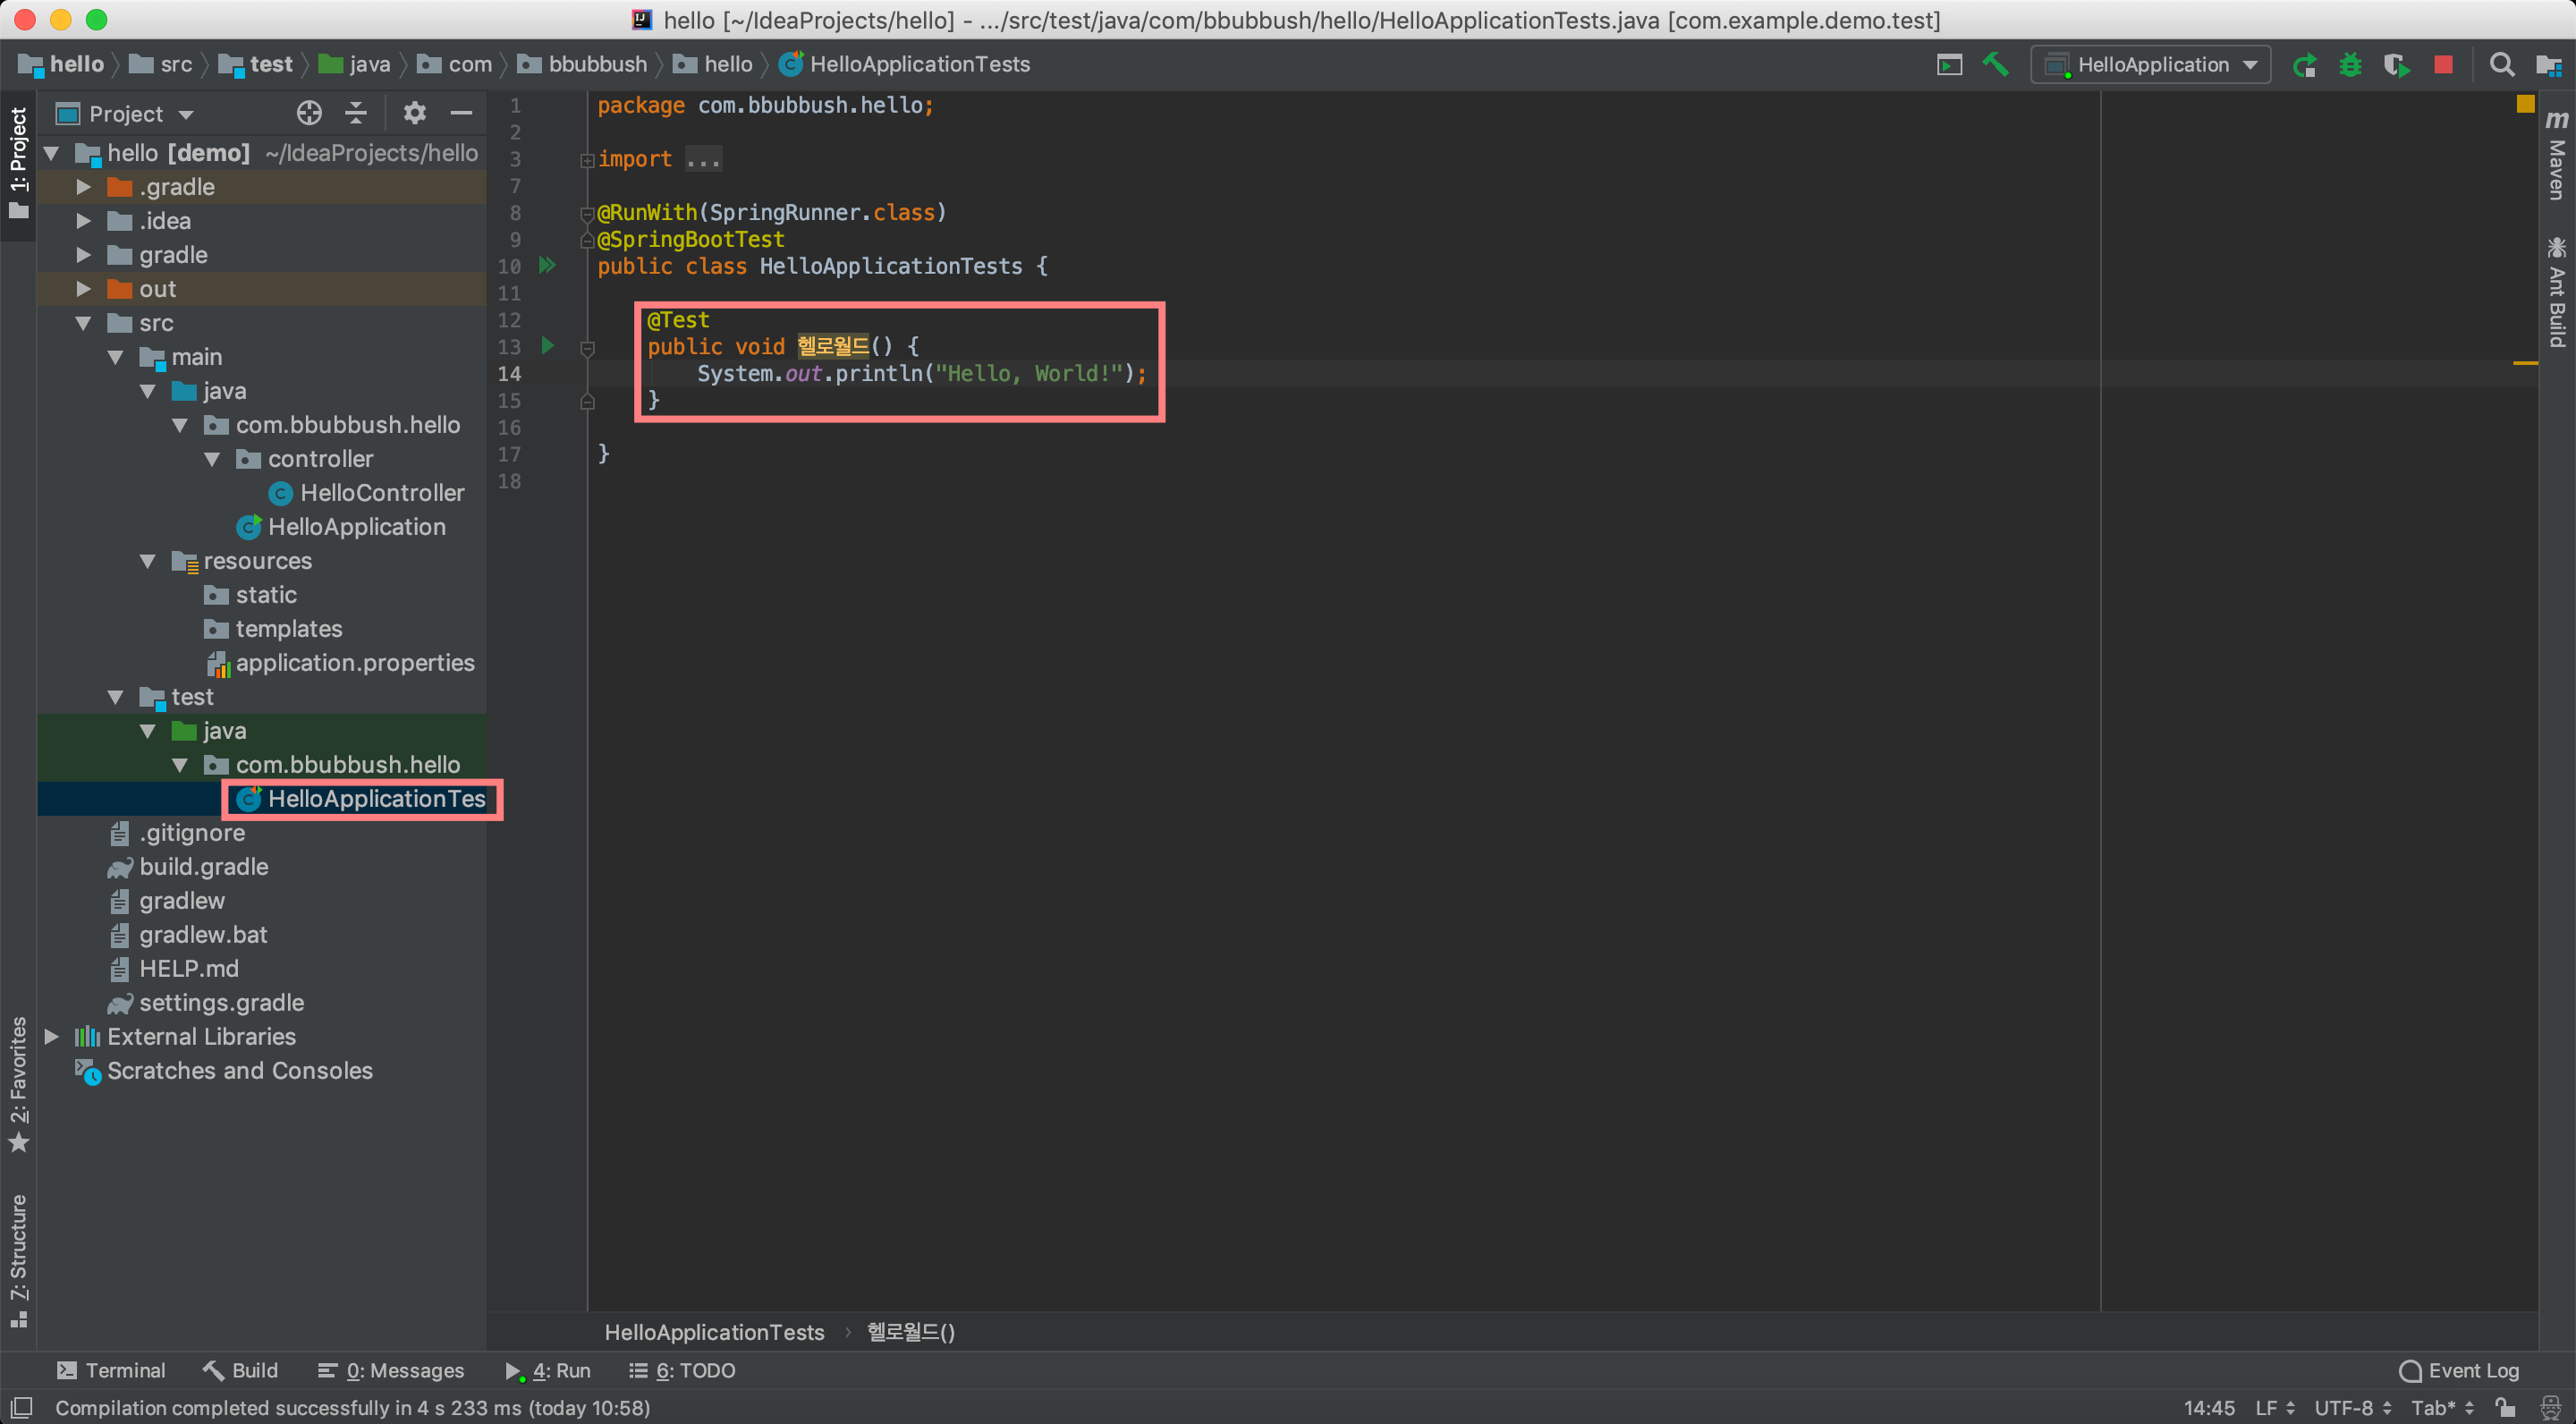 hello [~/IdeaProjects/hello] - .../src/test/java/com/bbubbush/hello/HelloApplicationTests.java [com.example.demo.test]
hello src test java com bbubbush hello HelloApplicationTests HelloApplication
1: Project
Project
hello [demo] ~/IdeaProjects/hello
.gradle
.idea
gradle
out
src
main
java
com.bbubbush.hello
controller
HelloController
HelloApplication
resources
static
templates
application.properties
test
java
com.bbubbush.hello
HelloApplicationTes
.gitignore
build.gradle
gradlew
gradlew.bat
HELP.md
settings.gradle
External Libraries
Scratches and Consoles
2: Favorites
7: Structure
1 package com.bbubbush.hello;
2
3 import ...
7
8 @RunWith(SpringRunner.class)
9 @SpringBootTest
10 public class HelloApplicationTests {
11
12 @Test
13 public void 헬로월드() {
14 System.out.println("Hello, World!");
15 }
16
17 }
18
m Maven
Ant Build
HelloApplicationTests › 헬로월드()
Terminal Build 0: Messages 4: Run 6: TODO Event Log
Compilation completed successfully in 4 s 233 ms (today 10:58) 14:45 LF UTF-8 Tab*